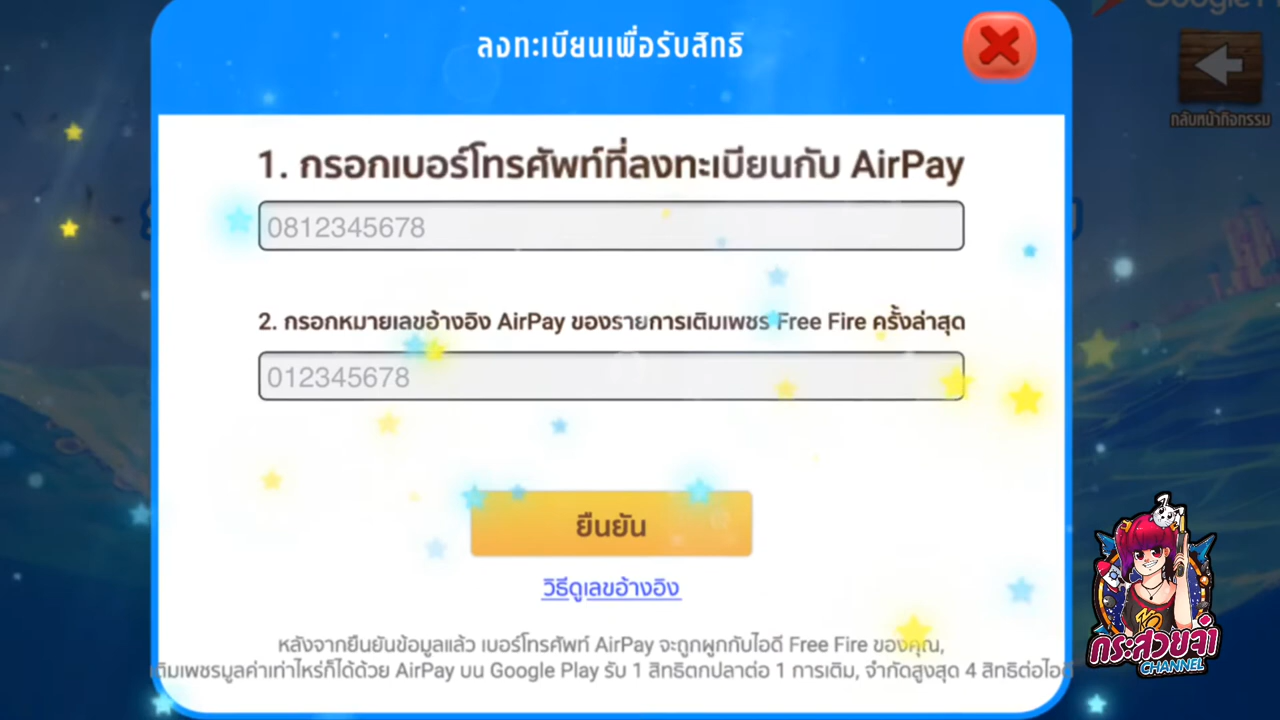 ลงทะเบียนเพื่อรับสิทธิ
กลับหน้ากิจกรรม
1. กรอกเบอร์โทรศัพท์ที่ลงทะเบียนกับ AirPay
0812345678
2. กรอกหมายเลขอ้างอิง AirPay ของรายการเติมเพชร Free Fire ครั้งล่าสุด
012345678
ยืนยัน
วิธีดูเลขอ้างอิง
หลังจากยืนยันข้อมูลแล้ว เบอร์โทรศัพท์ AirPay จะถูกผูกกับไอดี Free Fire ของคุณ,
เติมเพชรมูลค่าเท่าไหร่ก็ได้ด้วย AirPay บน Google Play รับ 1 สิทธิตกปลาต่อ 1 การเติม, จำกัดสูงสุด 4 สิทธิต่อไอดี
กระสวยจ๋า
CHANNEL